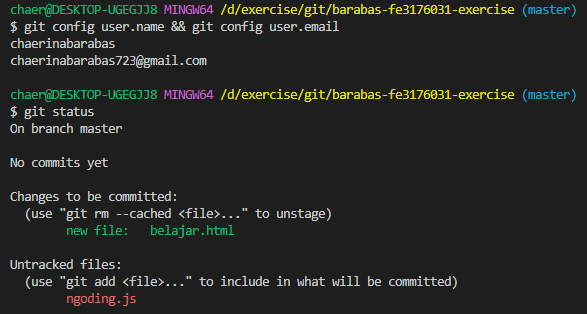 chaer@DESKTOP-UGEGJJ8 MINGW64 /d/exercise/git/barabas-fe3176031-exercise (master)
$ git config user.name && git config user.email
chaerinabarabas
chaerinabarabas723@gmail.com
chaer@DESKTOP-UGEGJJ8 MINGW64 /d/exercise/git/barabas-fe3176031-exercise (master)
$ git status
On branch master
No commits yet
Changes to be committed:
(use "git rm --cached <file>..." to unstage)
new file:   belajar.html
Untracked files:
(use "git add <file>..." to include in what will be committed)
ngoding.js